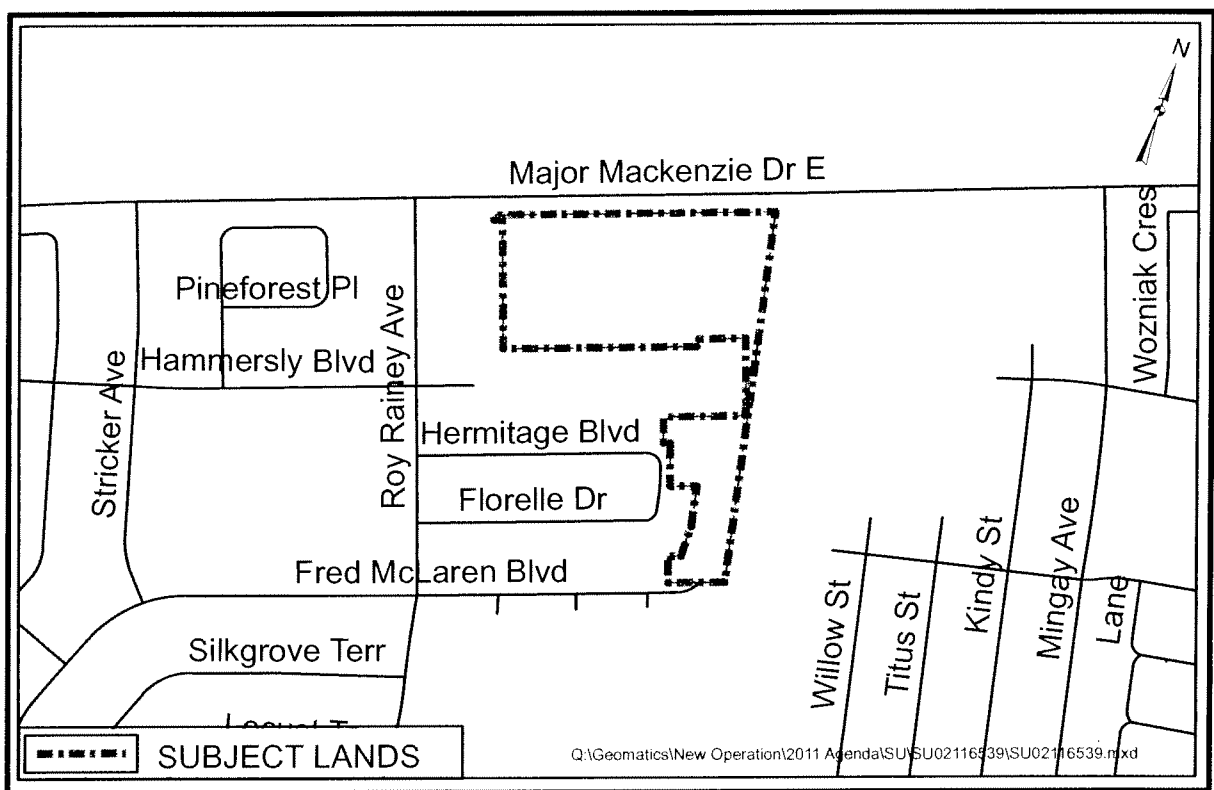 N
Major Mackenzie Dr E
Wozniak Cres
Pineforest Pl
Roy Rainey Ave
Hammersly Blvd
Stricker Ave
Hermitage Blvd
Florelle Dr
Fred McLaren Blvd
Willow St
Titus St
Kindy St
Mingay Ave
Lane
Silkgrove Terr
SUBJECT LANDS
Q:\Geomatics\New Operation\2011 Agenda\SU\SU02116539\SU02116539.mxd